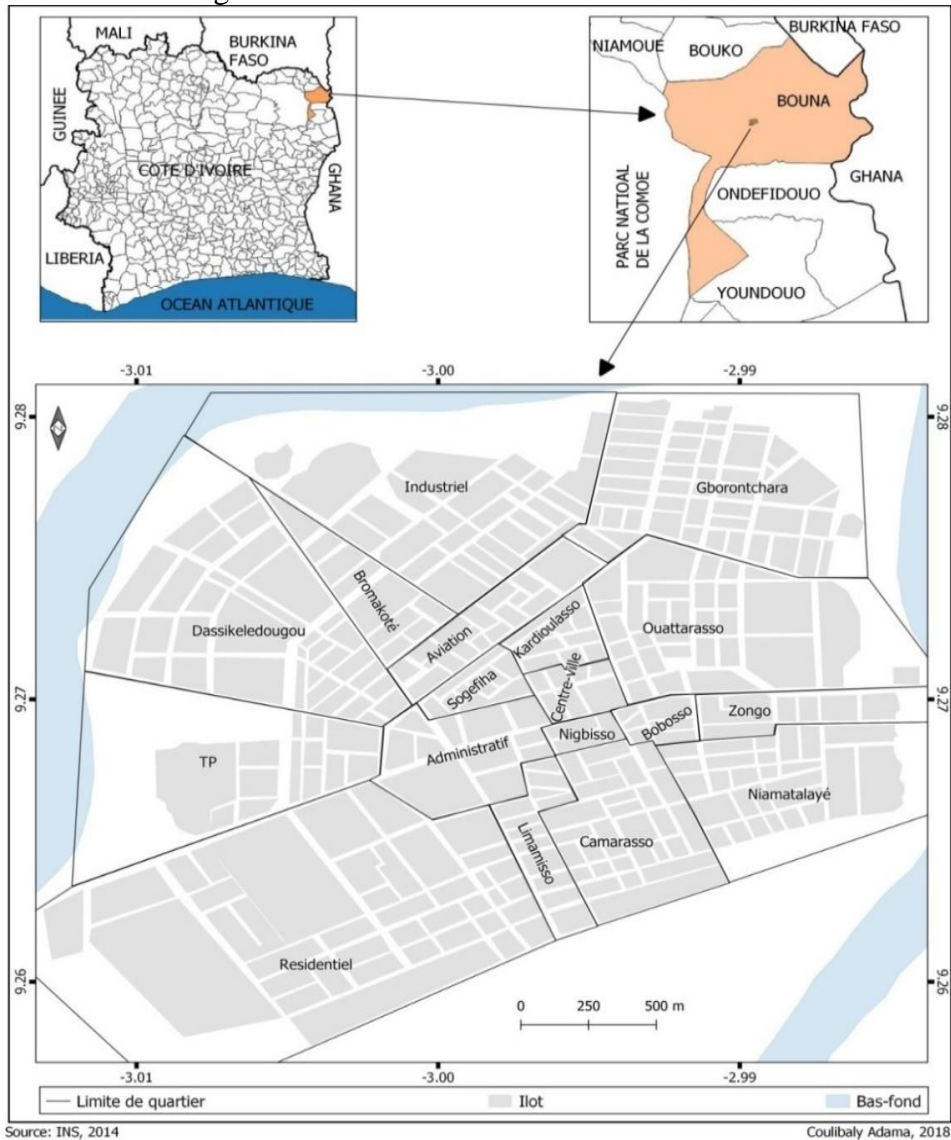 MALI
BURKINA
FASO
GUINEE
COTE D'IVOIRE
GHANA
LIBERIA
OCEAN ATLANTIQUE
BURKINA FASO
NIAMOUE
BOUKO
BOUNA
GHANA
ONDEFIDOUO
PARC NATIOAL
DE LA COMOE
YOUNDOUO
-3.01
-3.00
-2.99
9.28
9.28
Industriel
Gborontchara
Bromakoté
Dassikeledougou
Aviation
Kardioulasso
Ouattarasso
Sogefiha
Centre-ville
9.27
9.27
Zongo
Bobosso
Nigbisso
Administratif
TP
Niamatalayé
Limamisso
Camarasso
Residentiel
9.26
9.26
0 250 500 m
-3.01
-3.00
-2.99
Limite de quartier
Ilot
Bas-fond
Source: INS, 2014
Coulibaly Adama, 2018